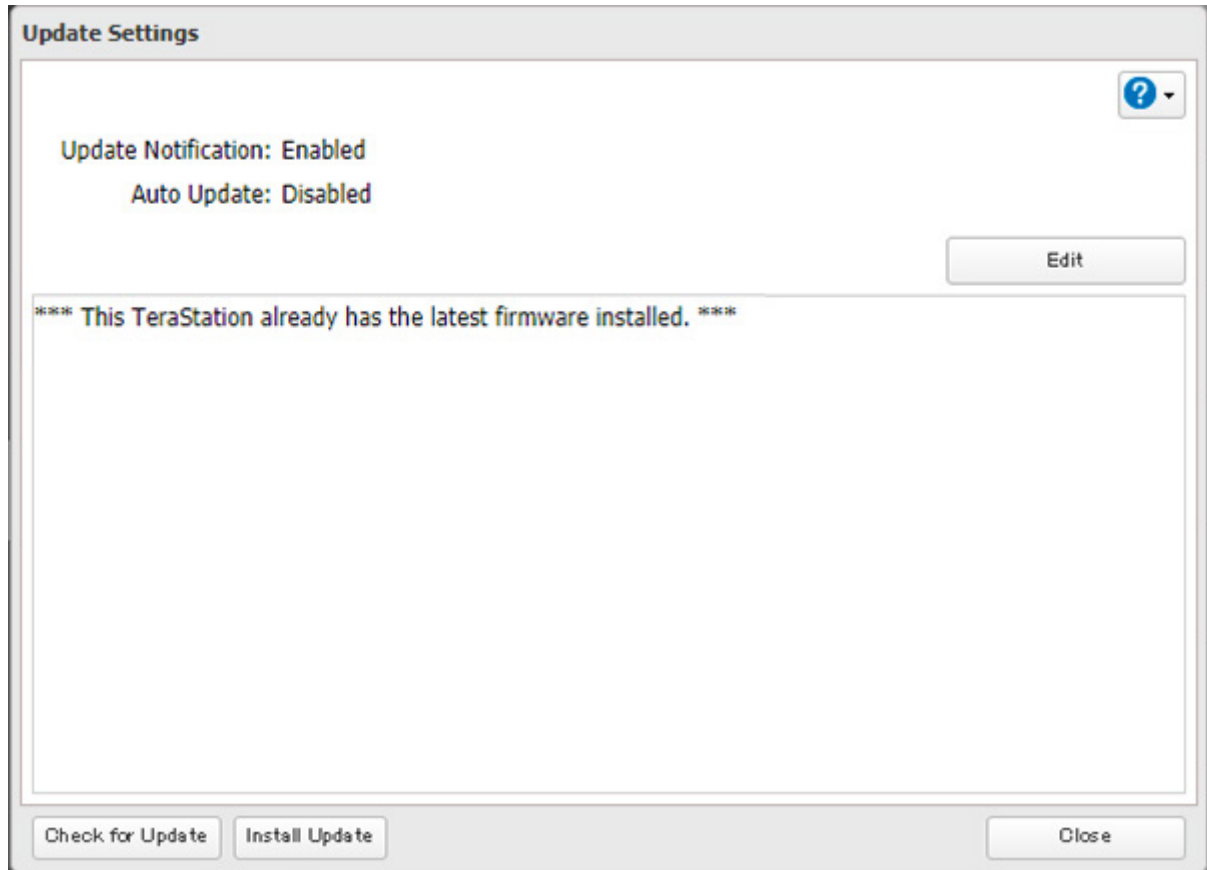 Update Settings
?
Update Notification: Enabled
Auto Update: Disabled
Edit
*** This TeraStation already has the latest firmware installed. ***
Check for Update Install Update Close